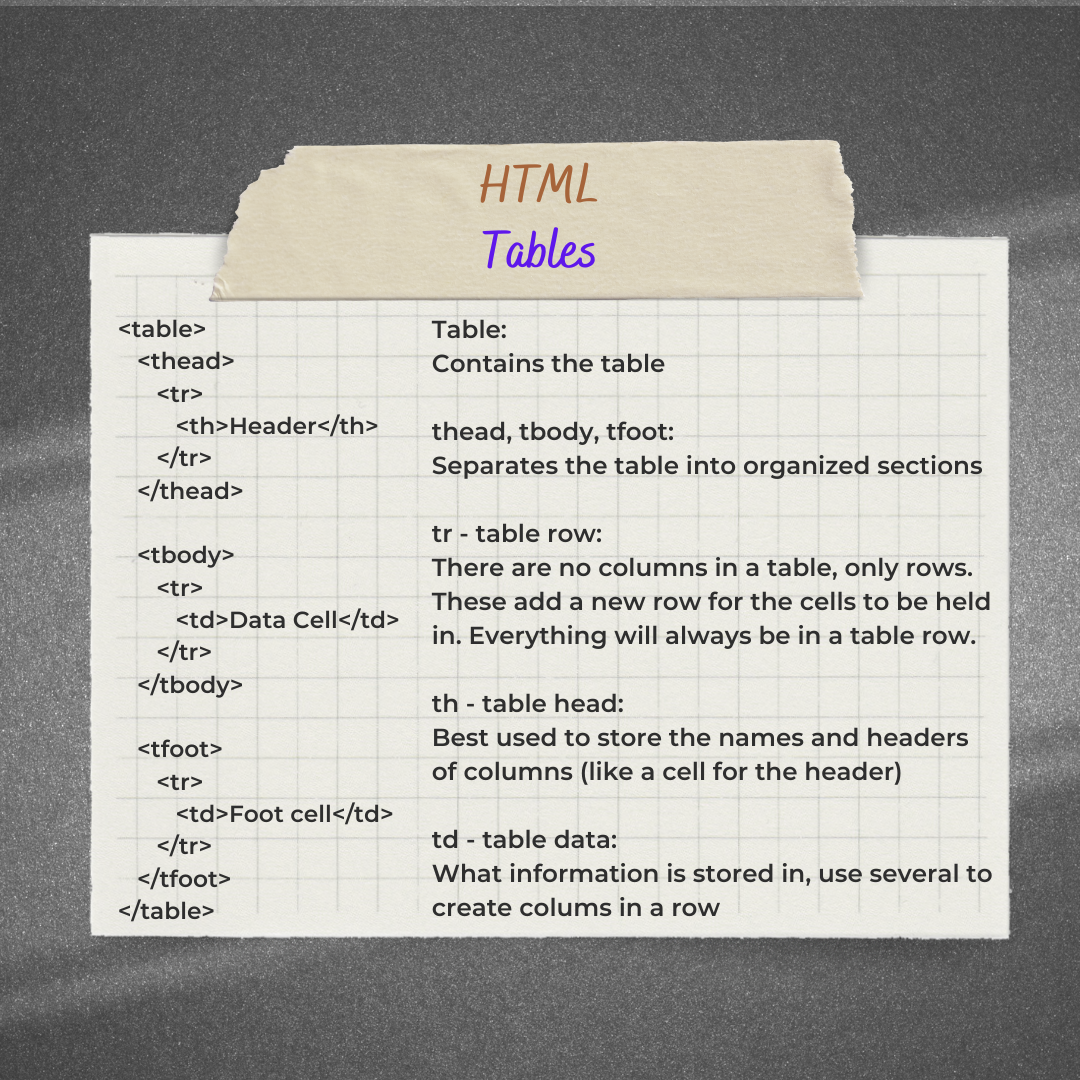 HTML
Tables
<table>
<thead>
<tr>
<th>Header</th>
</tr>
</thead>
<tbody>
<tr>
<td>Data Cell</td>
</tr>
</tbody>
<tfoot>
<tr>
<td>Foot cell</td>
</tr>
</tfoot>
</table>
Table:
Contains the table
thead, tbody, tfoot:
Separates the table into organized sections
tr - table row:
There are no columns in a table, only rows.
These add a new row for the cells to be held
in. Everything will always be in a table row.
th - table head:
Best used to store the names and headers
of columns (like a cell for the header)
td - table data:
What information is stored in, use several to
create colums in a row